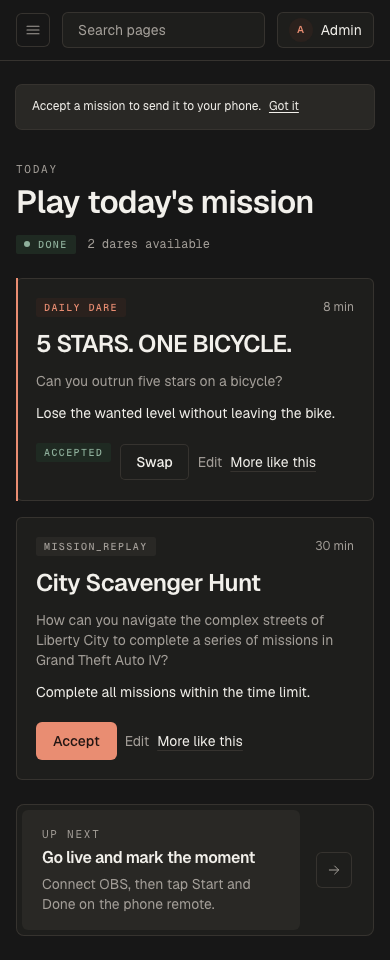 Search pages
A Admin
Accept a mission to send it to your phone. Got it
TODAY
Play today's mission
DONE 2 dares available
DAILY DARE 8 min
5 STARS. ONE BICYCLE.
Can you outrun five stars on a bicycle?
Lose the wanted level without leaving the bike.
ACCEPTED Swap Edit More like this
MISSION_REPLAY 30 min
City Scavenger Hunt
How can you navigate the complex streets of
Liberty City to complete a series of missions in
Grand Theft Auto IV?
Complete all missions within the time limit.
Accept Edit More like this
UP NEXT
Go live and mark the moment
Connect OBS, then tap Start and
Done on the phone remote.